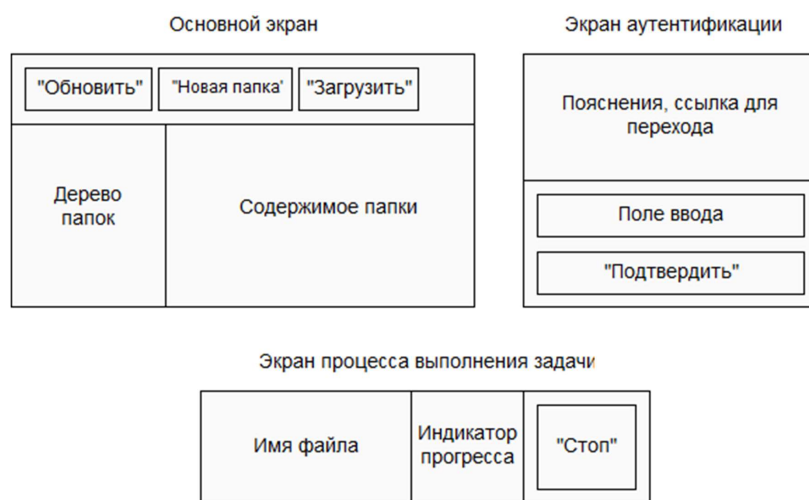 Основной экран
Экран аутентификации
"Обновить" "Новая папка" "Загрузить"
Пояснения, ссылка для
перехода
Дерево
папок
Содержимое папки
Поле ввода
"Подтвердить"
Экран процесса выполнения задачи
Имя файла
Индикатор
прогресса
"Стоп"